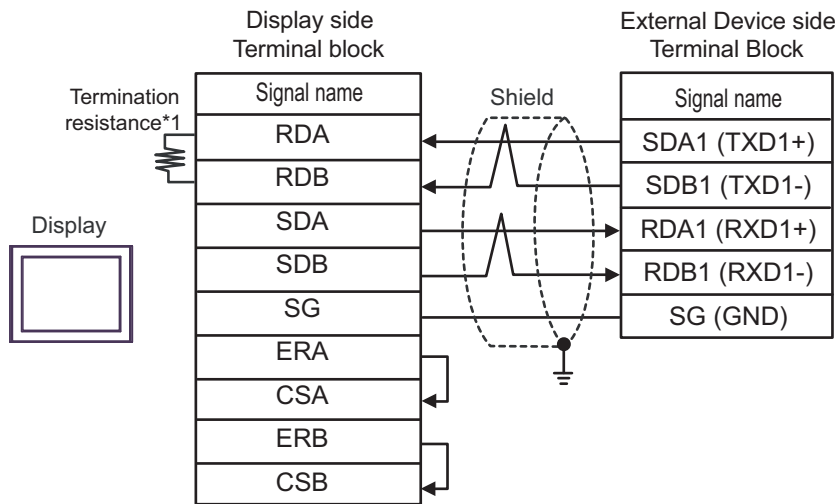 Display side
Terminal block
External Device side
Terminal Block
Termination
resistance*1
Signal name
Shield
Signal name
RDA
SDA1 (TXD1+)
RDB
SDB1 (TXD1-)
Display
SDA
RDA1 (RXD1+)
SDB
RDB1 (RXD1-)
SG
SG (GND)
ERA
CSA
ERB
CSB